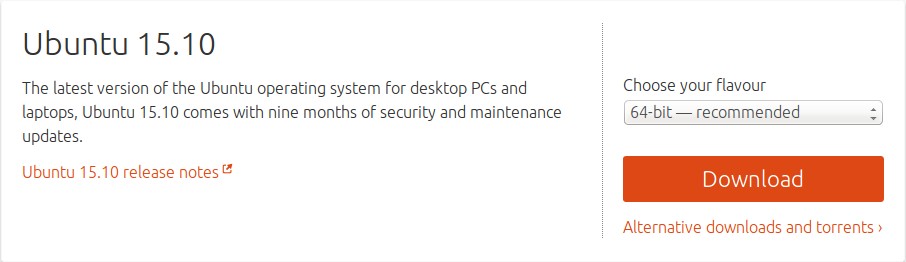 Ubuntu 15.10
The latest version of the Ubuntu operating system for desktop PCs and
laptops, Ubuntu 15.10 comes with nine months of security and maintenance
updates.
Ubuntu 15.10 release notes
Choose your flavour
64-bit — recommended
Download
Alternative downloads and torrents ›